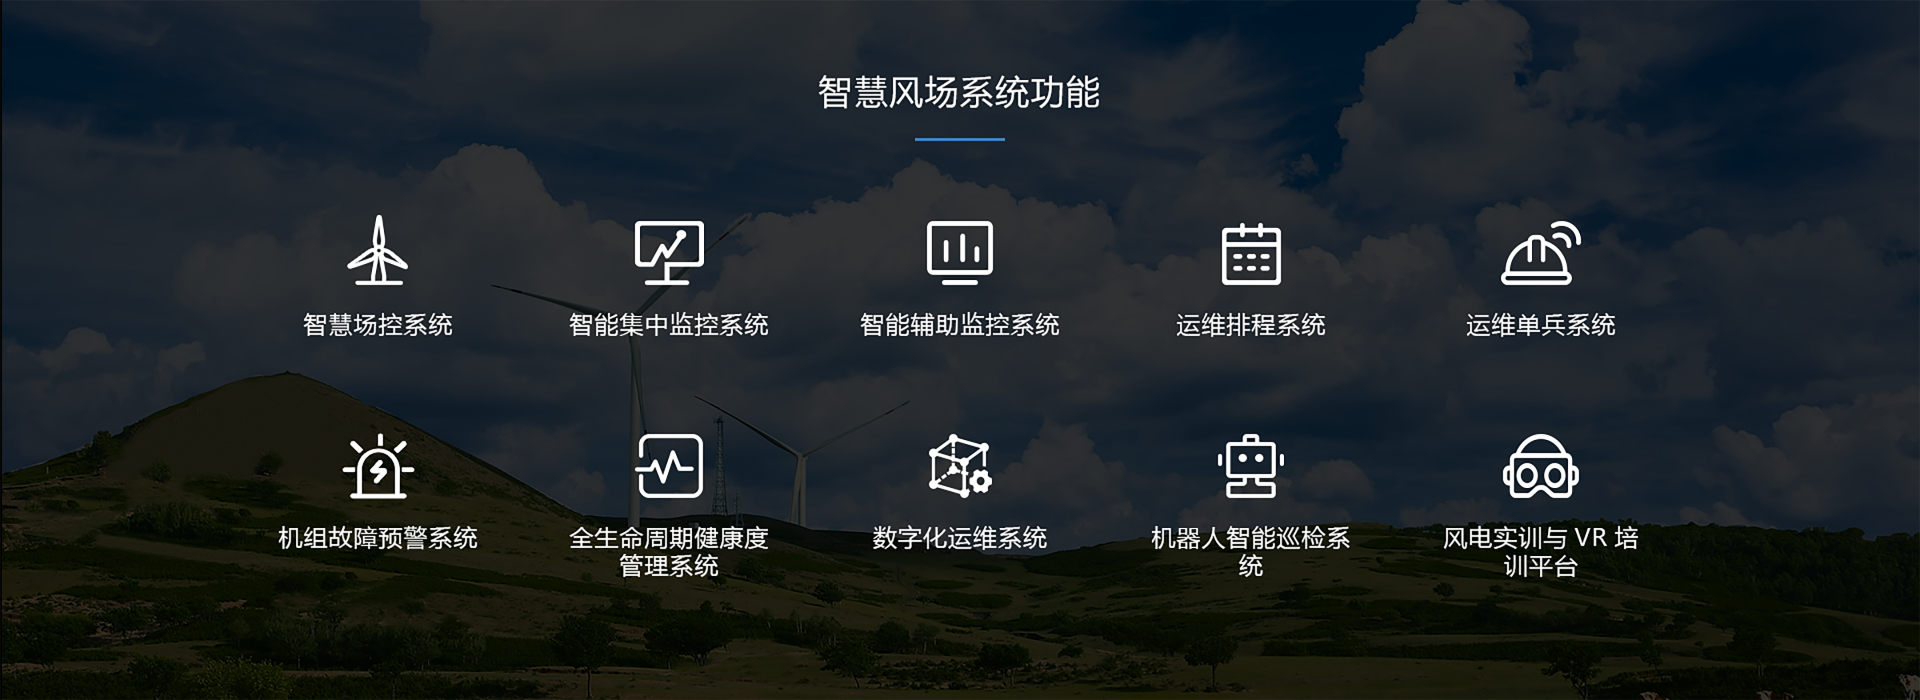 智慧风场系统功能
智慧场控系统
智能集中监控系统
智能辅助监控系统
运维排程系统
运维单兵系统
机组故障预警系统
全生命周期健康度
管理系统
数字化运维系统
机器人智能巡检系
统
风电实训与 VR 培
训平台